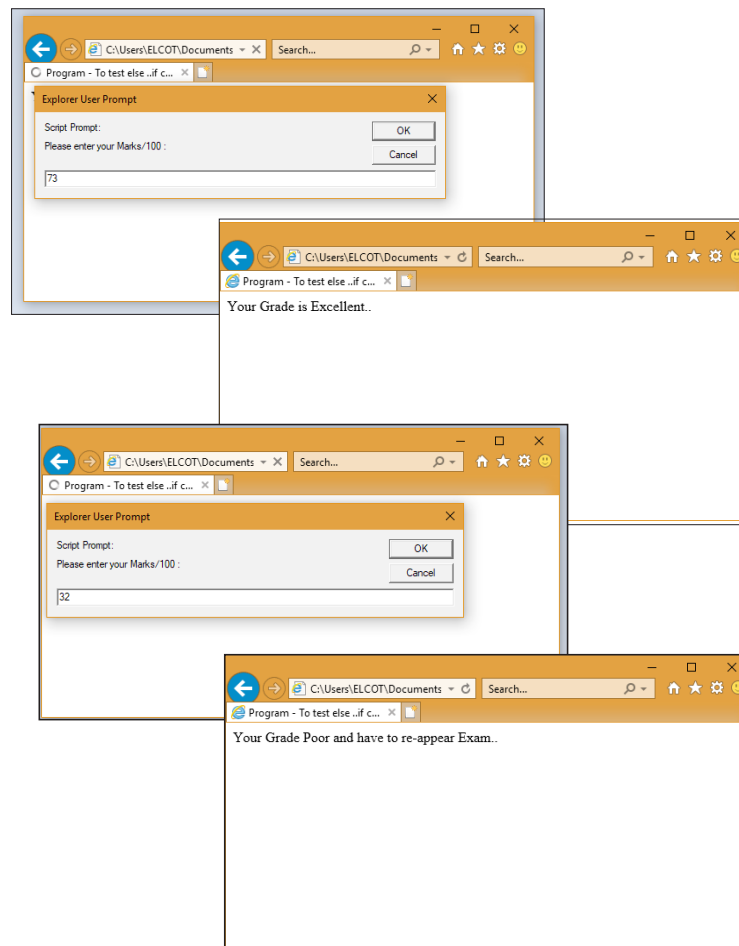 C:\Users\ELCOT\Documents
Search...
Program - To test else ..if c...
Explorer User Prompt
Script Prompt:
OK
Please enter your Marks/100 :
Cancel
73
C:\Users\ELCOT\Documents
Search...
Program - To test else ..if c...
Your Grade is Excellent..
C:\Users\ELCOT\Documents
Search...
Program - To test else ..if c...
Explorer User Prompt
Script Prompt:
OK
Please enter your Marks/100 :
Cancel
32
C:\Users\ELCOT\Documents
Search...
Program - To test else ..if c...
Your Grade Poor and have to re-appear Exam..